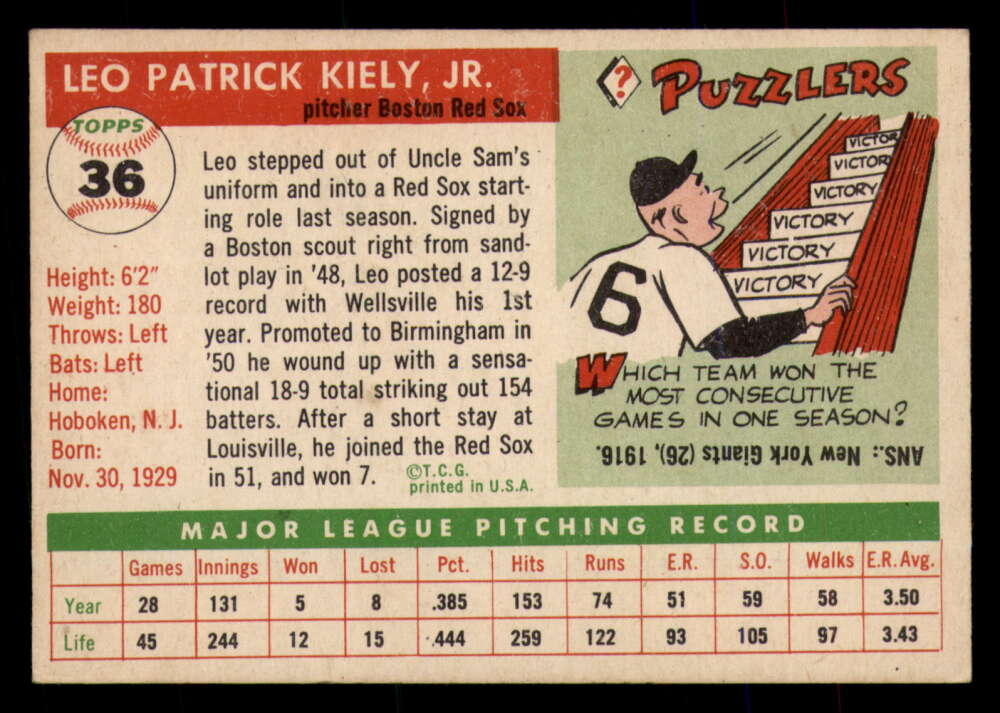 LEO PATRICK KIELY, JR.
pitcher Boston Red Sox
TOPPS
36
Height: 6'2"
Weight: 180
Throws: Left
Bats: Left
Home:
Hoboken, N. J.
Born:
Nov. 30, 1929
Leo stepped out of Uncle Sam's
uniform and into a Red Sox start-
ing role last season. Signed by
a Boston scout right from sand-
lot play in '48, Leo posted a 12-9
record with Wellsville his 1st
year. Promoted to Birmingham in
'50 he wound up with a sensa-
tional 18-9 total striking out 154
batters. After a short stay at
Louisville, he joined the Red Sox
in 51, and won 7.
©T.C.G.
printed in U.S.A.
? PUZZLERS
VICTOR
VICTORY
VICTORY
VICTORY
VICTORY
VICTORY
6
WHICH TEAM WON THE
MOST CONSECUTIVE
GAMES IN ONE SEASON?
ANS.: New York Giants (26), 1916.
MAJOR LEAGUE PITCHING RECORD
Games Innings Won Lost Pct. Hits Runs E.R. S.O. Walks E.R. Avg.
Year 28 131 5 8 .385 153 74 51 59 58 3.50
Life 45 244 12 15 .444 259 122 93 105 97 3.43